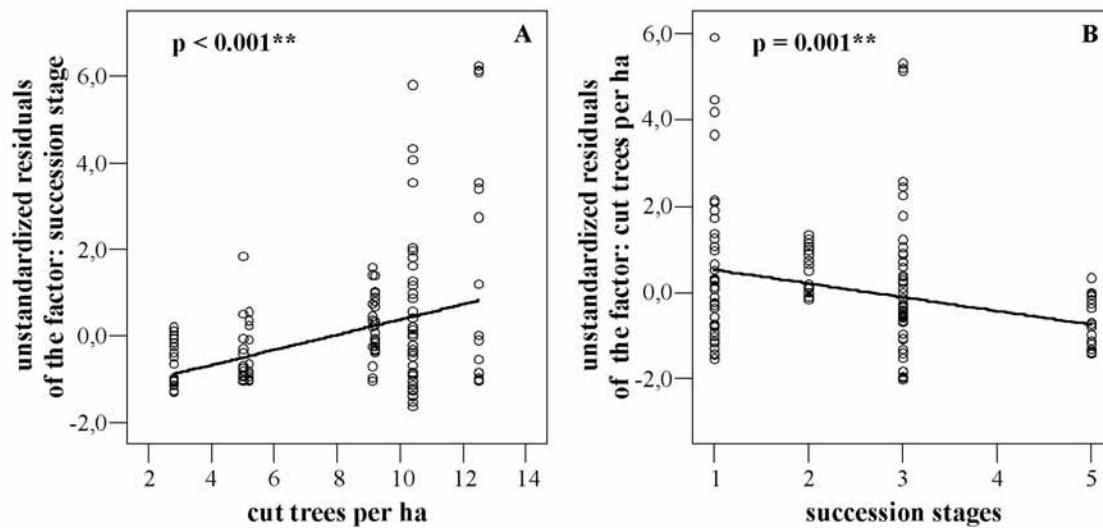 unstandardized residuals
of the factor: succession stage
p < 0.001**
A
6,0
4,0
2,0
0,0
-2,0
2 4 6 8 10 12 14
cut trees per ha
unstandardized residuals
of the factor: cut trees per ha
p = 0.001**
B
6,0
4,0
2,0
0,0
-2,0
1 2 3 4 5
succession stages